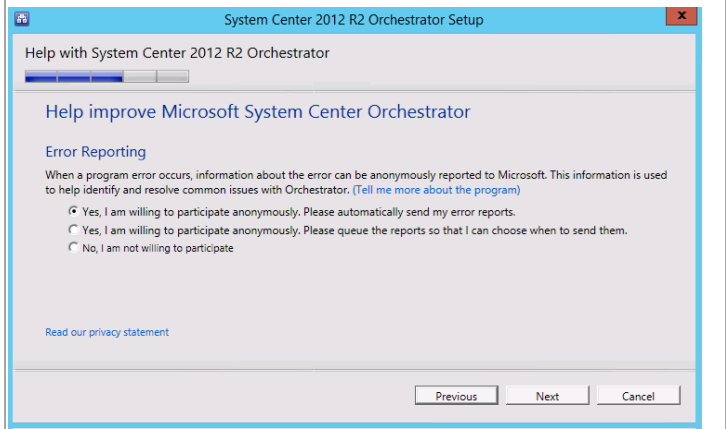 System Center 2012 R2 Orchestrator Setup
x
Help with System Center 2012 R2 Orchestrator
Help improve Microsoft System Center Orchestrator
Error Reporting
When a program error occurs, information about the error can be anonymously reported to Microsoft. This information is used
to help identify and resolve common issues with Orchestrator. (Tell me more about the program)
Yes, I am willing to participate anonymously. Please automatically send my error reports.
Yes, I am willing to participate anonymously. Please queue the reports so that I can choose when to send them.
No, I am not willing to participate
Read our privacy statement
Previous Next Cancel